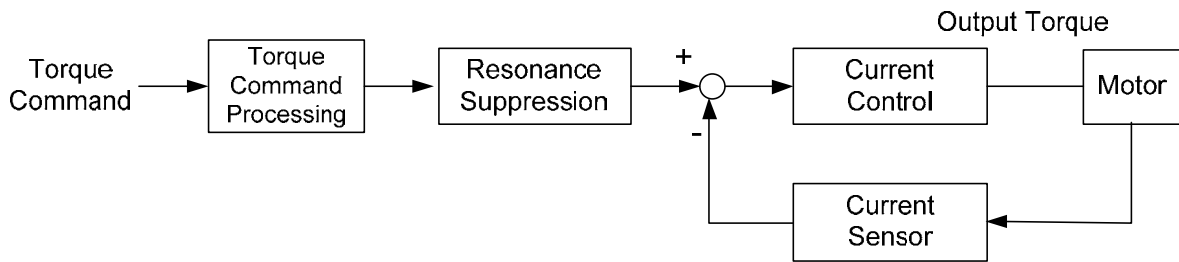 Output Torque
Torque
Command
Torque
Command
Processing
Resonance
Suppression
+
-
Current
Control
Motor
Current
Sensor